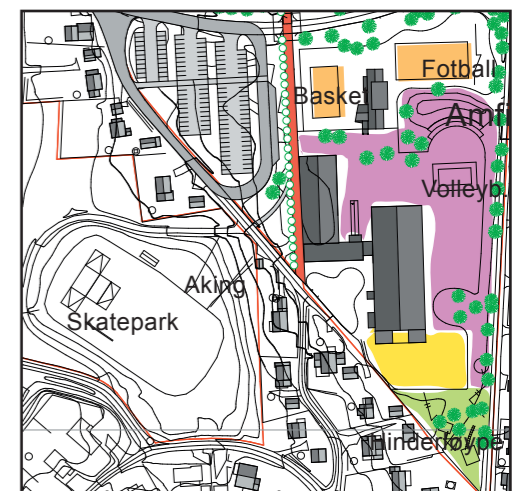 Fotball
Basket
Amfi
Volleyb
Aking
Skatepark
Hinderløype